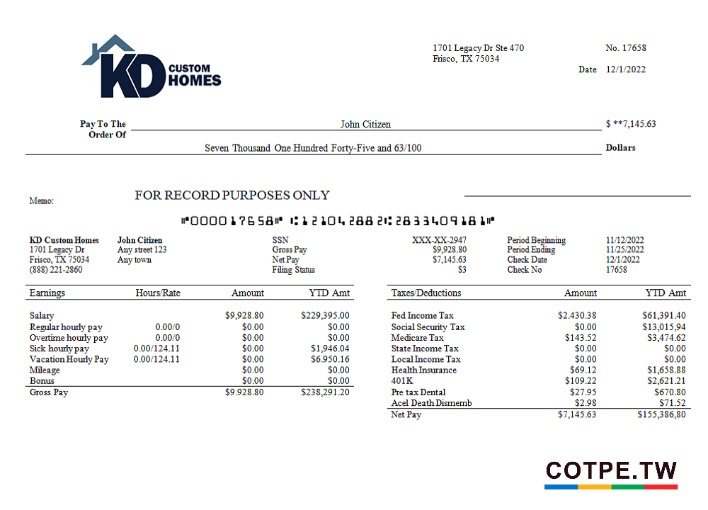 KD CUSTOM HOMES
1701 Legacy Dr Ste 470 No. 17658
Frisco, TX 75034
Date 12/1/2022
Pay To The Order Of John Citizen $ **7,145.63
Seven Thousand One Hundred Forty-Five and 63/100 Dollars
Memo: FOR RECORD PURPOSES ONLY
⑈000017658⑈ ⑆121042882⑆2833409181⑈
KD Custom Homes John Citizen SSN XXX-XX-2947 Period Beginning 11/12/2022
1701 Legacy Dr Any street 123 Gross Pay $9,928.80 Period Ending 11/25/2022
Frisco, TX 75034 Any town Net Pay $7,145.63 Check Date 12/1/2022
(888) 221-2860 Filing Status $3 Check No 17658
Earnings Hours/Rate Amount YTD Amt Taxes/Deductions Amount YTD Amt
Salary $9,928.80 $229,395.00 Fed Income Tax $2,430.38 $61,391.40
Regular hourly pay 0.00/0 $0.00 $0.00 Social Security Tax $0.00 $13,015,94
Overtime hourly pay 0.00/0 $0.00 $0.00 Medicare Tax $143.52 $3,474.62
Sick hourly pay 0.00/124.11 $0.00 $1,946.04 State Income Tax $0.00 $0.00
Vacation Hourly Pay 0.00/124.11 $0.00 $6,950.16 Local Income Tax $0.00 $0.00
Mileage $0.00 $0.00 Health Insurance $69.12 $1,658.88
Bonus $0.00 $0.00 401K $109.22 $2,621.21
Gross Pay $9.928.80 $238,291.20 Pre tax Dental $27.95 $670.80
Acel Death Dismemb $2.98 $71.52
Net Pay $7,145.63 $155,386,80
COTPE.TW